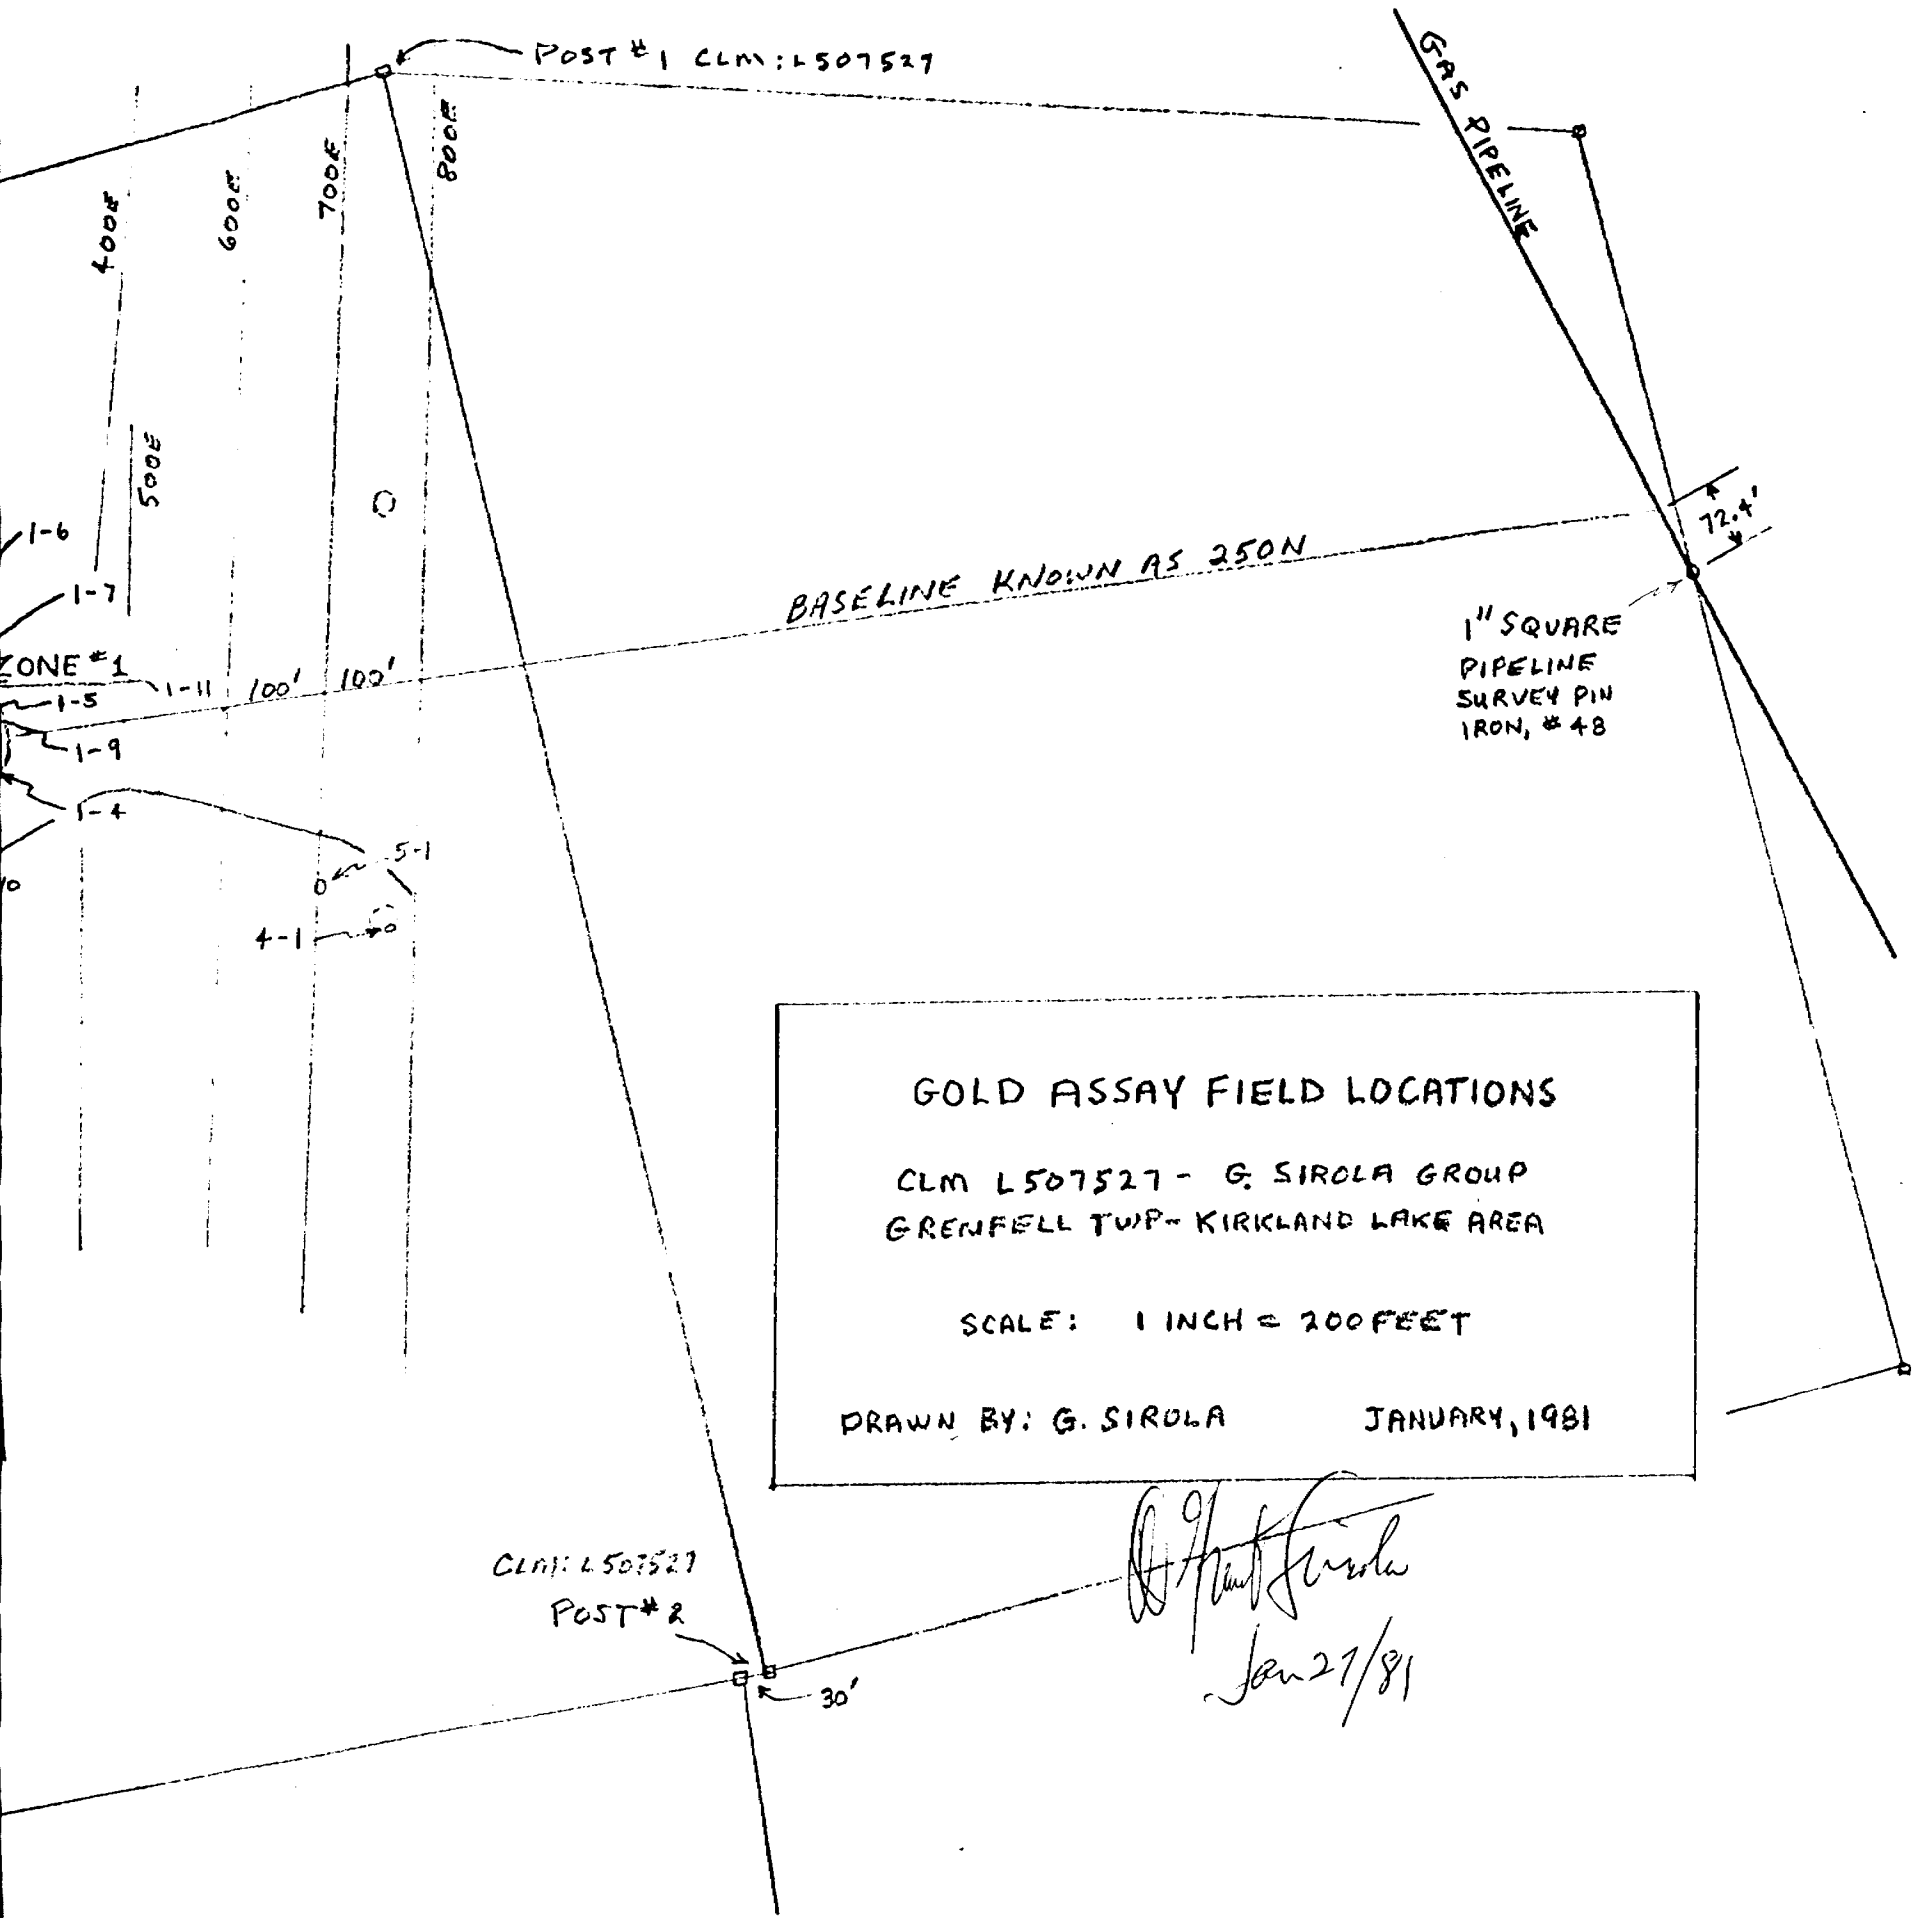 POST #1 CLM: L507527
GAS PIPELINE
400E
600E
700E
800E
500E
1-6
1-7
ZONE #1
1-11
100'
100'
1-5
1-9
1-4
5-1
4-1
10
BASELINE KNOWN AS 250N
72.4'
1" SQUARE
PIPELINE
SURVEY PIN
IRON, #48
GOLD ASSAY FIELD LOCATIONS
CLM L507527 - G. SIROLA GROUP
GRENFELL TWP- KIRKLAND LAKE AREA
SCALE: 1 INCH = 200 FEET
DRAWN BY: G. SIROLA JANUARY, 1981
CLM: L507527
POST #2
30'
Sirola
Jan 27/81